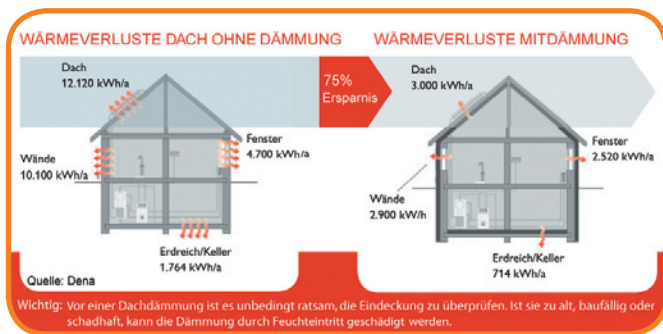 WÄRMEVERLUSTE DACH OHNE DÄMMUNG
Dach
12.120 kWh/a
Fenster
4.700 kWh/a
Wände
10.100 kWh/a
Erdreich/Keller
1.764 kWh/a
Quelle: Dena
75%
Ersparnis
WÄRMEVERLUSTE MITDÄMMUNG
Dach
3.000 kWh/a
Fenster
2.520 kWh/a
Wände
2.900 kW/h
Erdreich/Keller
714 kWh/a
Wichtig: Vor einer Dachdämmung ist es unbedingt ratsam, die Eindeckung zu überprüfen. Ist sie zu alt, baufällig oder
schadhaft, kann die Dämmung durch Feuchteintritt geschädigt werden.